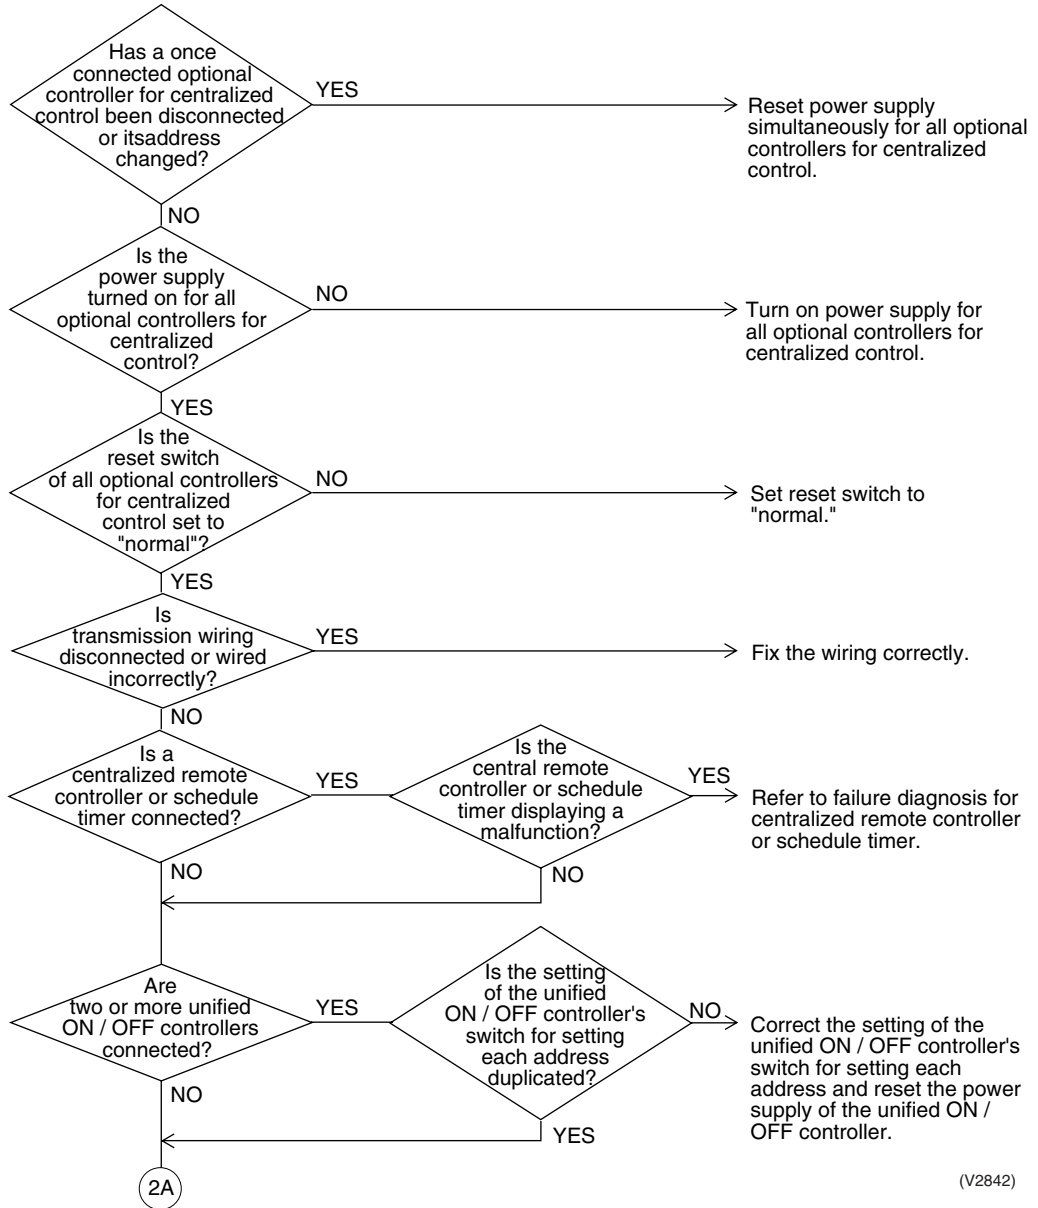 Has a once
connected optional
controller for centralized
control been disconnected
or itsaddress
changed?
YES
Reset power supply
simultaneously for all optional
controllers for centralized
control.
NO
Is the
power supply
turned on for all
optional controllers for
centralized
control?
NO
Turn on power supply for
all optional controllers for
centralized control.
YES
Is the
reset switch
of all optional controllers
for centralized
control set to
"normal"?
NO
Set reset switch to
"normal."
YES
Is
transmission wiring
disconnected or wired
incorrectly?
YES
Fix the wiring correctly.
NO
Is a
centralized remote
controller or schedule
timer connected?
YES
Is the
central remote
controller or schedule
timer displaying a
malfunction?
YES
Refer to failure diagnosis for
centralized remote controller
or schedule timer.
NO
NO
Are
two or more unified
ON / OFF controllers
connected?
YES
Is the setting
of the unified
ON / OFF controller's
switch for setting
each address
duplicated?
NO
Correct the setting of the
unified ON / OFF controller's
switch for setting each
address and reset the power
supply of the unified ON /
OFF controller.
NO
YES
2A
(V2842)